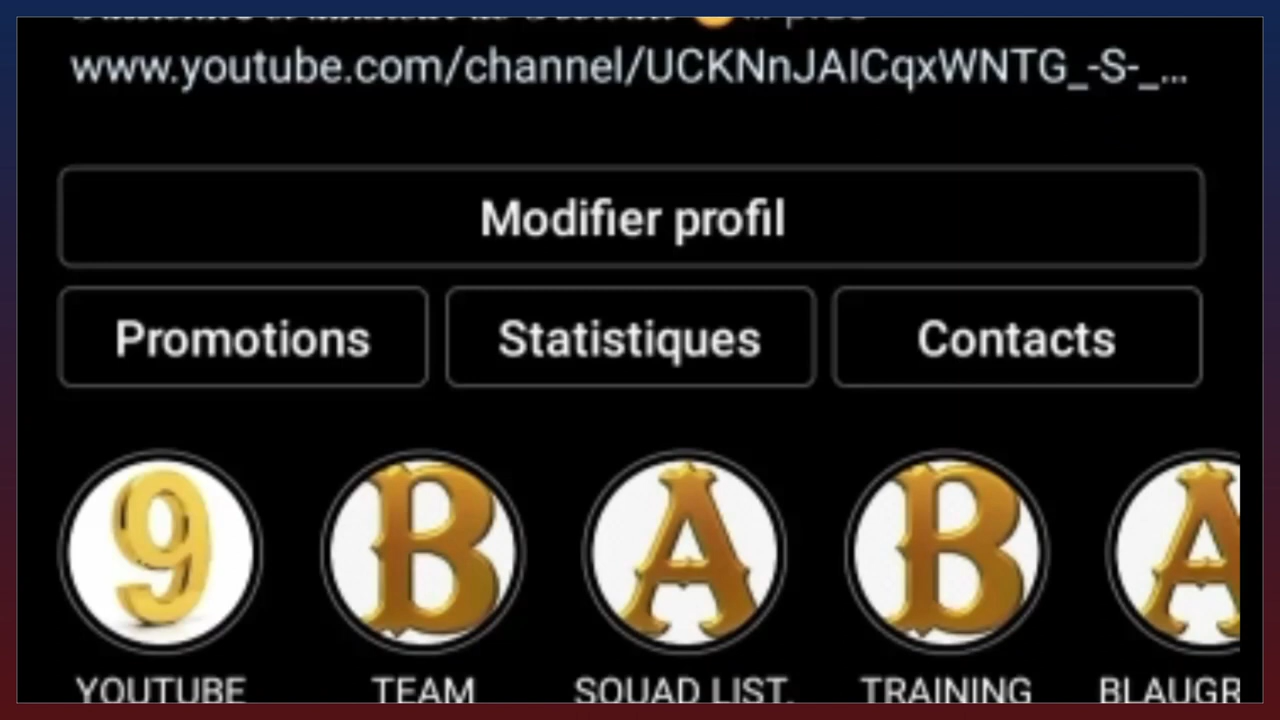 www.youtube.com/channel/UCKNnJAICqxWNTG_-S-_...
Modifier profil
Promotions Statistiques Contacts
9 B A B A
YOUTUBE TEAM SQUAD LIST. TRAINING BLAUGR